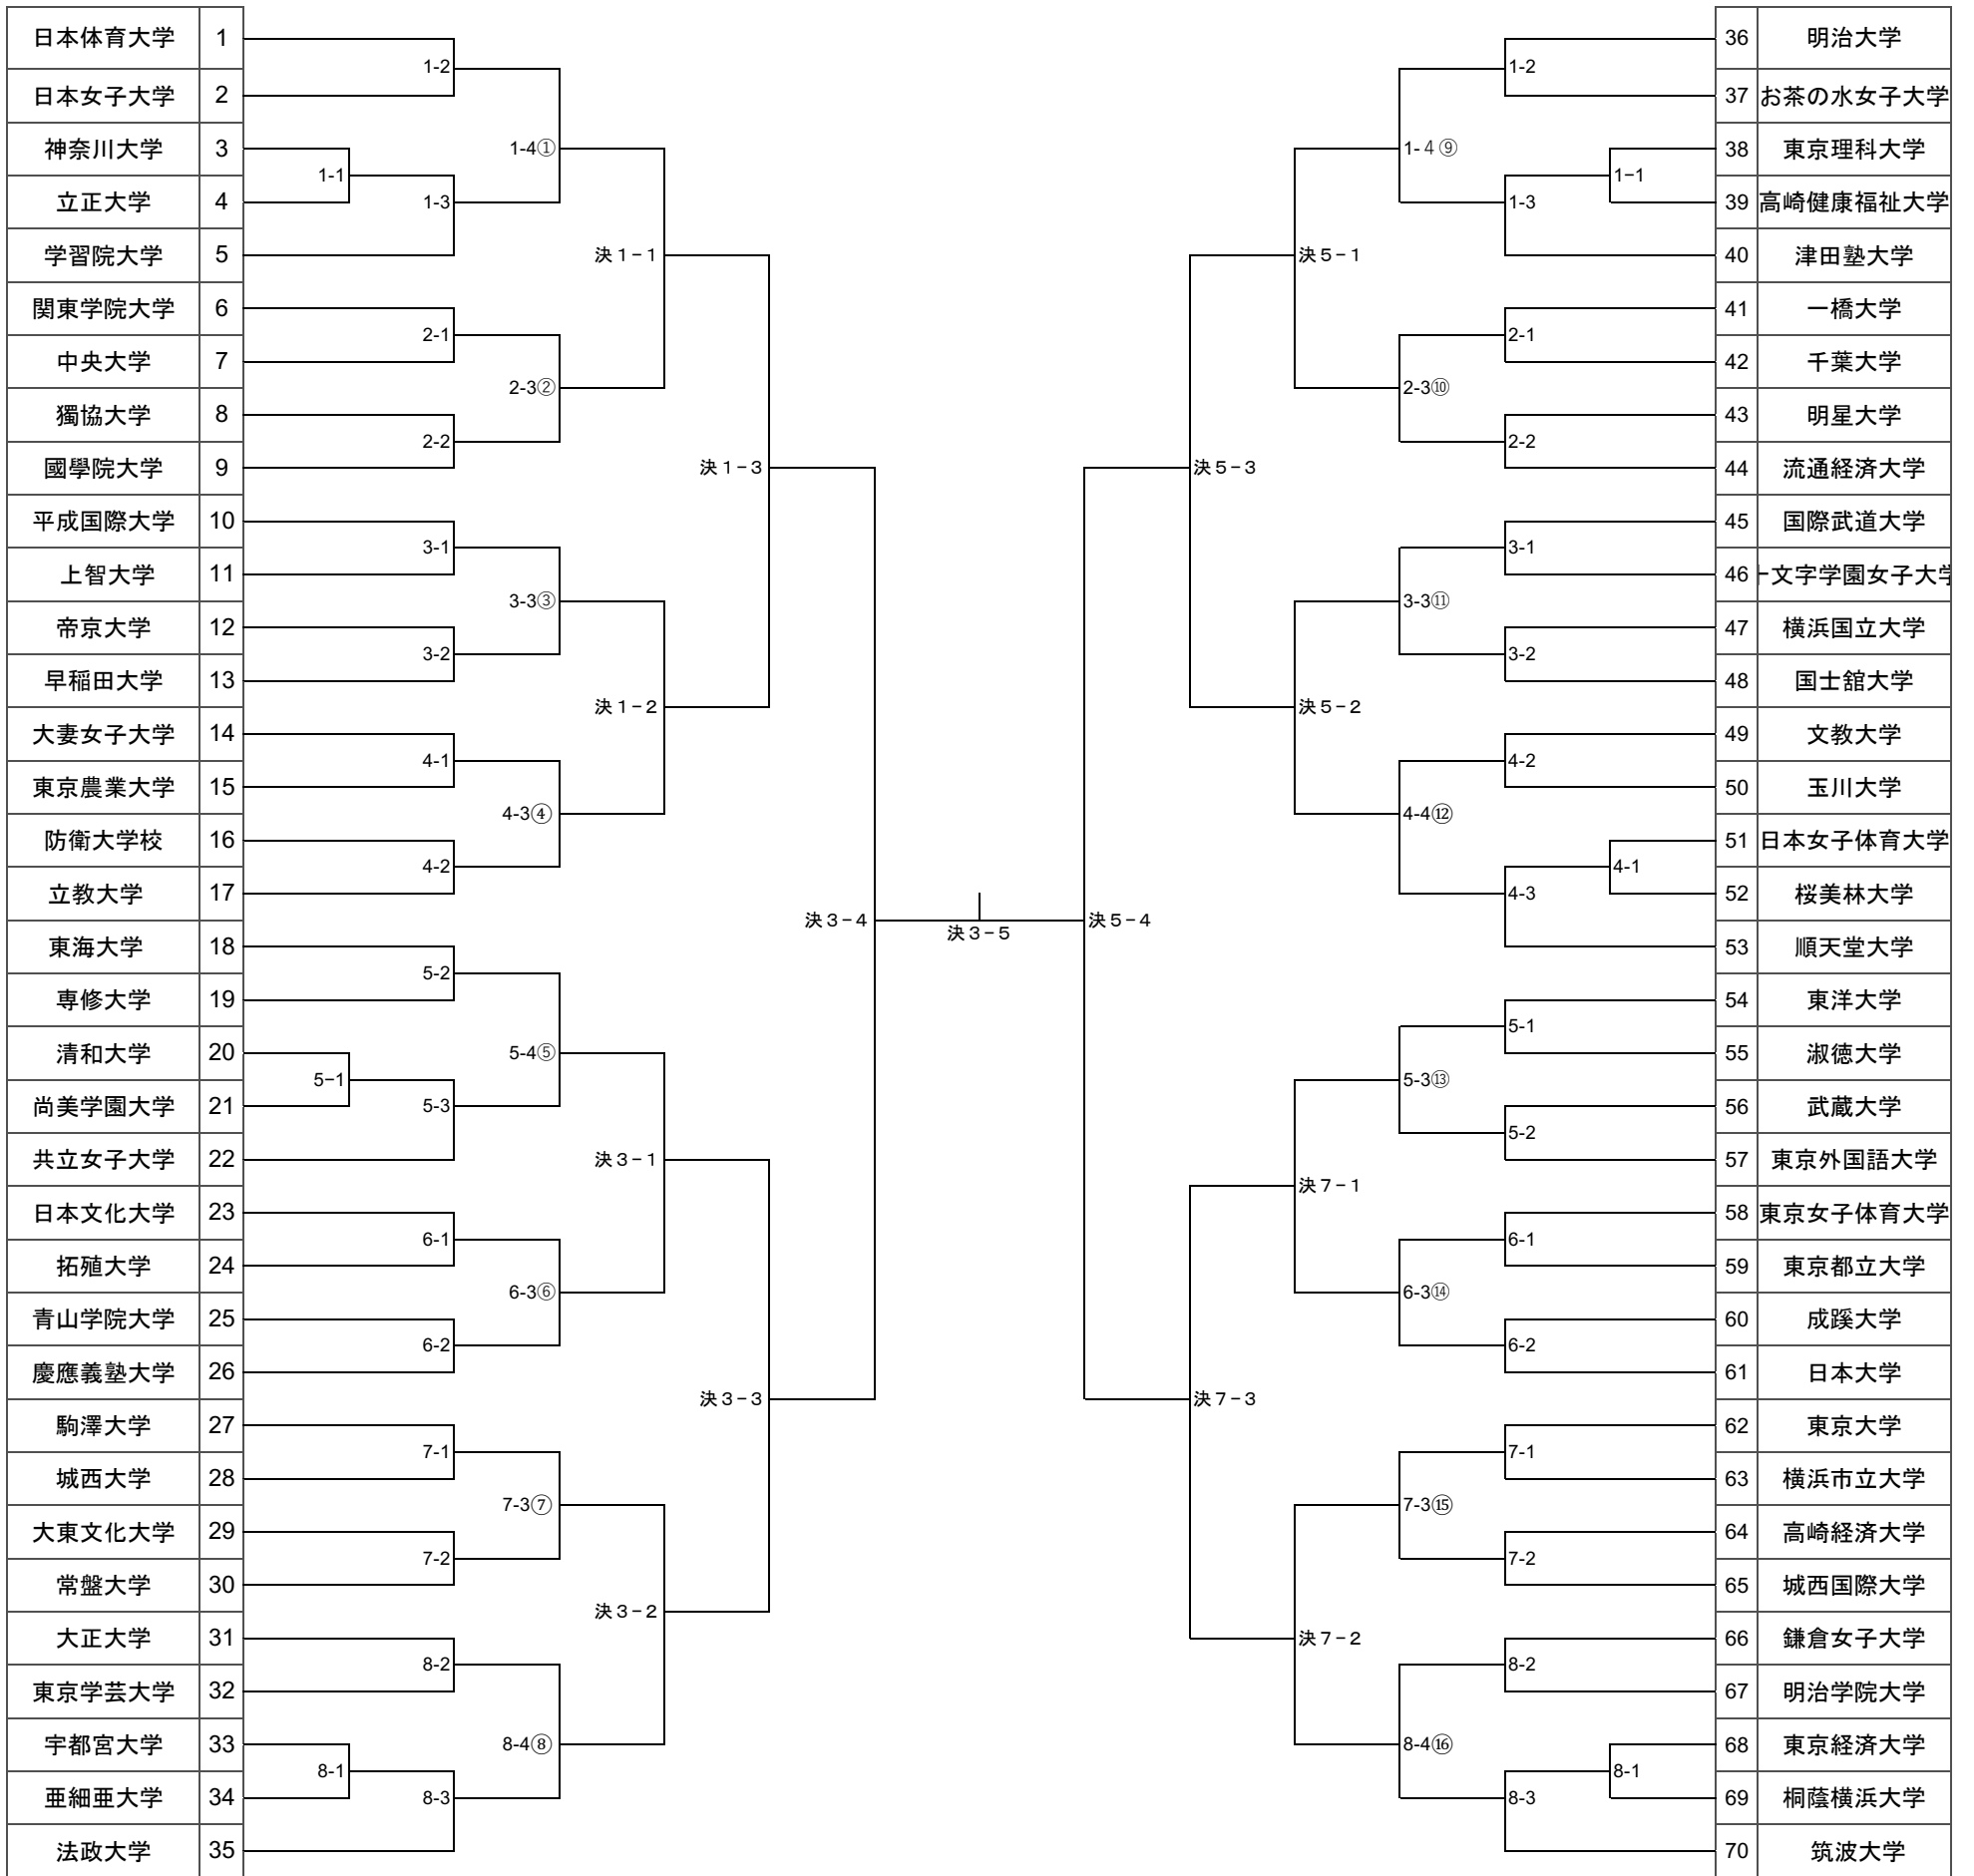 日本体育大学 1
日本女子大学 2
神奈川大学 3
立正大学 4
学習院大学 5
関東学院大学 6
中央大学 7
獨協大学 8
國學院大学 9
平成国際大学 10
上智大学 11
帝京大学 12
早稲田大学 13
大妻女子大学 14
東京農業大学 15
防衛大学校 16
立教大学 17
東海大学 18
専修大学 19
清和大学 20
尚美学園大学 21
共立女子大学 22
日本文化大学 23
拓殖大学 24
青山学院大学 25
慶應義塾大学 26
駒澤大学 27
城西大学 28
大東文化大学 29
常盤大学 30
大正大学 31
東京学芸大学 32
宇都宮大学 33
亜細亜大学 34
法政大学 35
1-1
5−1
8-1
1-2
1-3
2-1
2-2
3-1
3-2
4-1
4-2
5-2
5-3
6-1
6-2
7-1
7-2
8-2
8-3
1-4①
2-3②
3-3③
4-3④
5-4⑤
6-3⑥
7-3⑦
8-4⑧
決1−1
決1−2
決3−1
決3−2
決1−3
決3−3
決3−4
決3−5
決5−4
決5−3
決7−3
決5−1
決5−2
決7−1
決7−2
1-4⑨
2-3⑩
3-3⑪
4-4⑫
5-3⑬
6-3⑭
7-3⑮
8-4⑯
1-2
1-3
2-1
2-2
3-1
3-2
4-2
4-3
5-1
5-2
6-1
6-2
7-1
7-2
8-2
8-3
1−1
4-1
8-1
36 明治大学
37 お茶の水女子大学
38 東京理科大学
39 高崎健康福祉大学
40 津田塾大学
41 一橋大学
42 千葉大学
43 明星大学
44 流通経済大学
45 国際武道大学
46 十文字学園女子大学
47 横浜国立大学
48 国士舘大学
49 文教大学
50 玉川大学
51 日本女子体育大学
52 桜美林大学
53 順天堂大学
54 東洋大学
55 淑徳大学
56 武蔵大学
57 東京外国語大学
58 東京女子体育大学
59 東京都立大学
60 成蹊大学
61 日本大学
62 東京大学
63 横浜市立大学
64 高崎経済大学
65 城西国際大学
66 鎌倉女子大学
67 明治学院大学
68 東京経済大学
69 桐蔭横浜大学
70 筑波大学